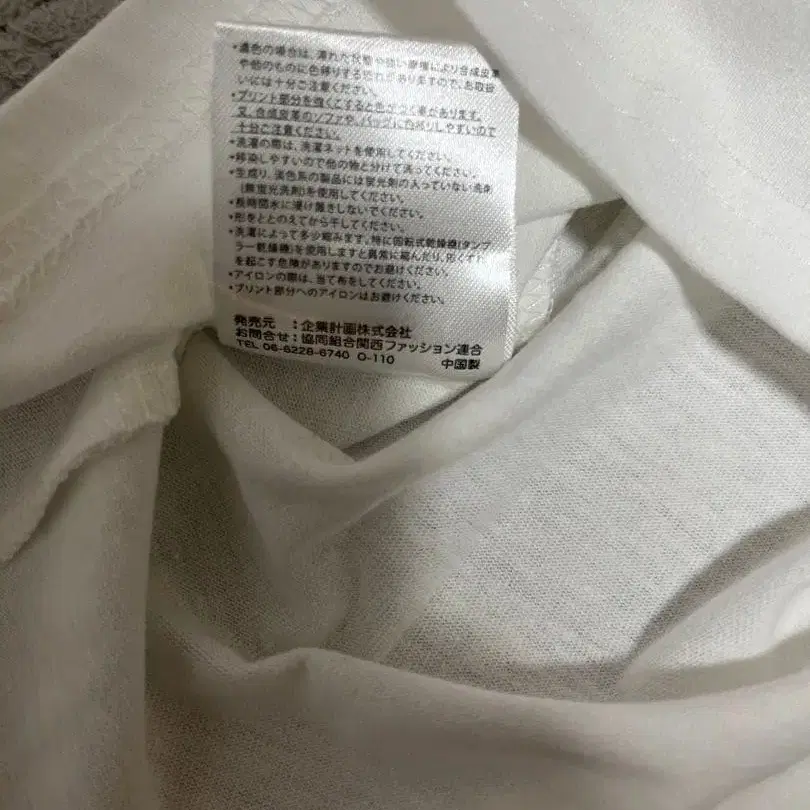 ・濃色の場合は、濡れた状態や強い摩擦により合成皮革
や他のものに色移りする恐れがありますので、お取扱
いには十分ご注意ください。
・プリント部分を強くこすると色がつく事があります。
又、合成皮革のソファや、バッグに色移りしやすいので
十分ご注意ください。
・洗濯の際は、洗濯ネットを使用してください。
・移染しやすいので他の物と分けて洗ってください。
・生成り、淡色系の製品には蛍光剤の入っていない洗剤
(無蛍光洗剤)を使用してください。
・長時間水に浸け置きしないでください。
・形をととのえてから干してください。
・洗濯によって多少縮みます。特に回転式乾燥機(タンブ
ラー乾燥機)を使用しますと異常に縮んだり、形くずれ
を起こす危険がありますのでお避けください。
・アイロンの際は、当て布をしてください。
・プリント部分へのアイロンはお避けください。
発売元 :企業計画株式会社
お問合せ:協同組合関西ファッション連合
TEL 06-6228-6740 O-110 中国製